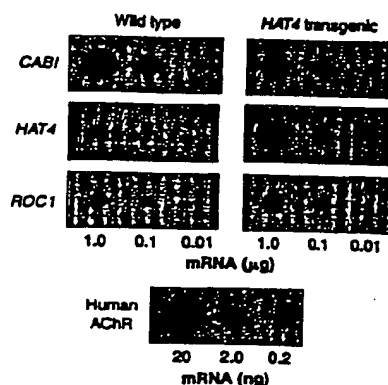 Wild type HAT4 transgenic
CAB1
HAT4
ROC1
1.0 0.1 0.01 1.0 0.1 0.01
mRNA (µg)
Human
AChR
20 2.0 0.2
mRNA (ng)